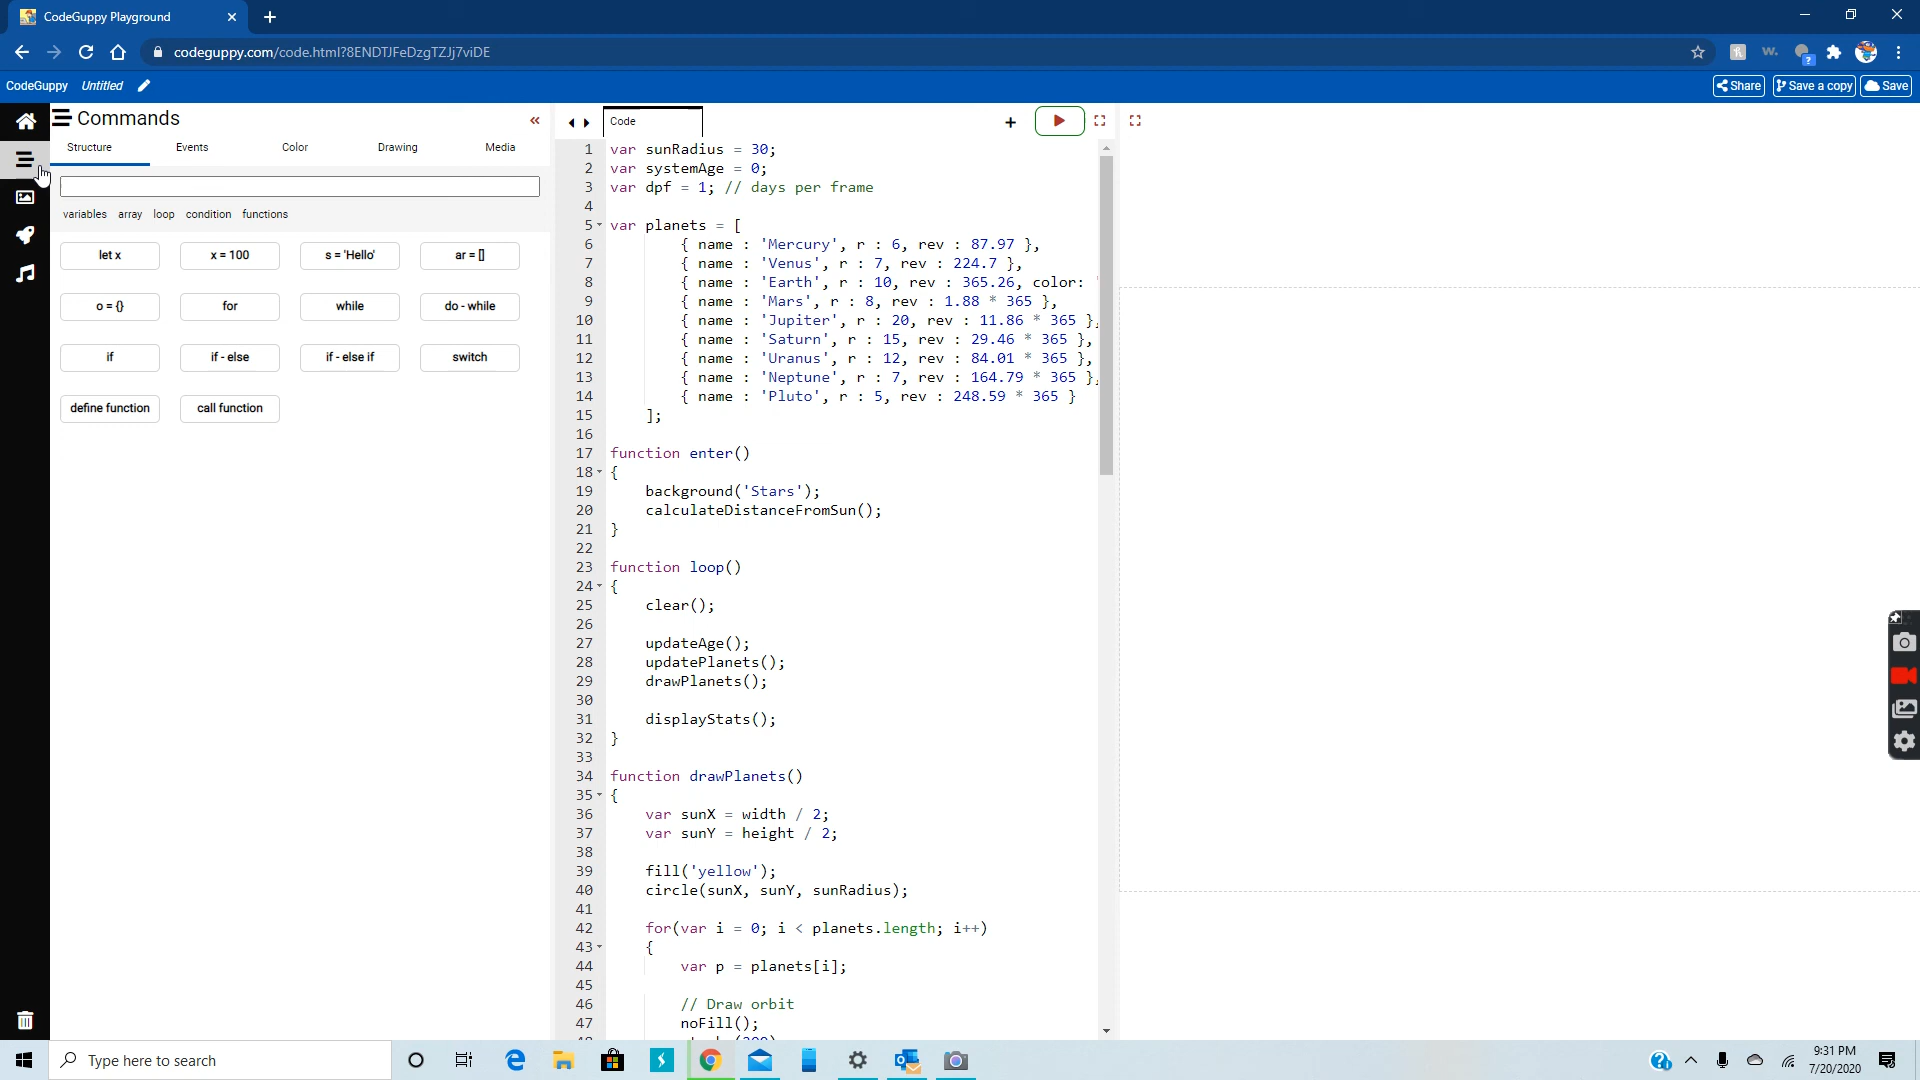 CodeGuppy Playground
codeguppy.com/code.html?8ENDTJFeDzgTZJj7viDE
CodeGuppy Untitled
Share Save a copy Save
Commands
Structure Events Color Drawing Media
variables array loop condition functions
let x x = 100 s = 'Hello' ar = []
o = {} for while do - while
if if - else if - else if switch
define function call function
Code
1 var sunRadius = 30;
2 var systemAge = 0;
3 var dpf = 1; // days per frame
4
5 var planets = [
6 { name : 'Mercury', r : 6, rev : 87.97 },
7 { name : 'Venus', r : 7, rev : 224.7 },
8 { name : 'Earth', r : 10, rev : 365.26, color: '
9 { name : 'Mars', r : 8, rev : 1.88 * 365 },
10 { name : 'Jupiter', r : 20, rev : 11.86 * 365 },
11 { name : 'Saturn', r : 15, rev : 29.46 * 365 },
12 { name : 'Uranus', r : 12, rev : 84.01 * 365 },
13 { name : 'Neptune', r : 7, rev : 164.79 * 365 },
14 { name : 'Pluto', r : 5, rev : 248.59 * 365 }
15 ];
16
17 function enter()
18 {
19 background('Stars');
20 calculateDistanceFromSun();
21 }
22
23 function loop()
24 {
25 clear();
26
27 updateAge();
28 updatePlanets();
29 drawPlanets();
30
31 displayStats();
32 }
33
34 function drawPlanets()
35 {
36 var sunX = width / 2;
37 var sunY = height / 2;
38
39 fill('yellow');
40 circle(sunX, sunY, sunRadius);
41
42 for(var i = 0; i < planets.length; i++)
43 {
44 var p = planets[i];
45
46 // Draw orbit
47 noFill();
Type here to search
9:31 PM
7/20/2020